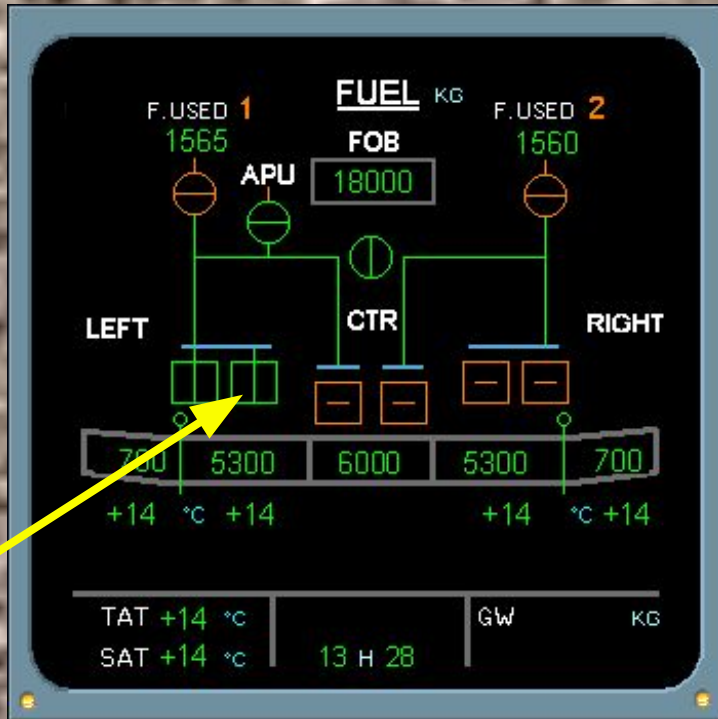 FUEL KG
F.USED 1 F.USED 2
1565 FOB 1560
APU 18000
LEFT CTR RIGHT
700 5300 6000 5300 700
+14 °C +14 +14 °C +14
TAT +14 °C GW KG
SAT +14 °C 13 H 28